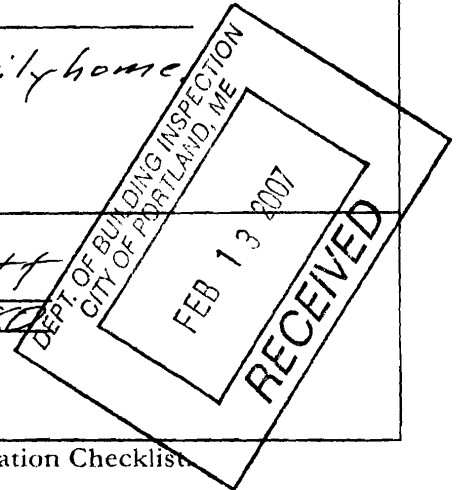 ily home
DEPT. OF BUILDING INSPECTION
CITY OF PORTLAND, ME
FEB 13 2007
RECEIVED
ation Checklist.